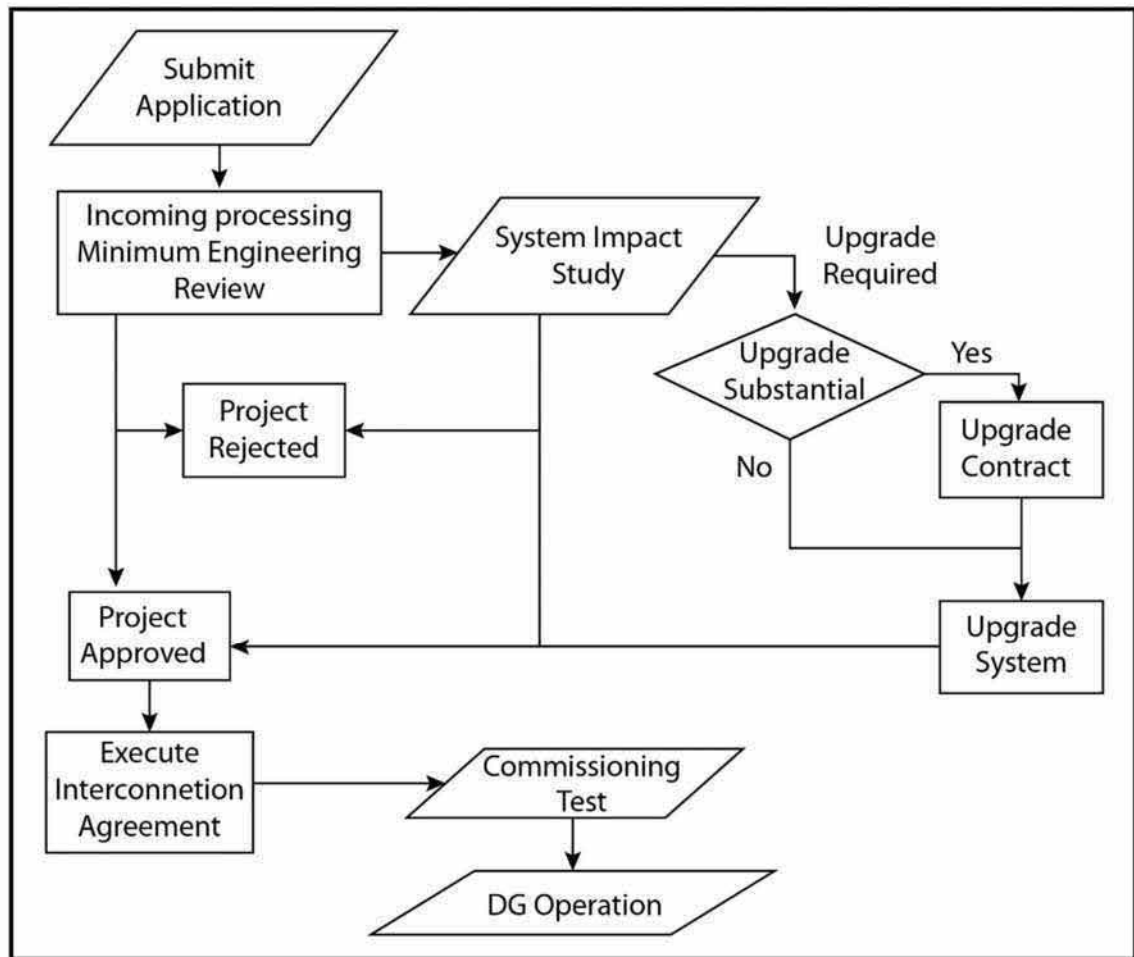 Submit
Application
Incoming processing
Minimum Engineering
Review
System Impact
Study
Upgrade
Required
Upgrade
Substantial
Yes
No
Upgrade
Contract
Project
Rejected
Project
Approved
Upgrade
System
Execute
Interconnetion
Agreement
Commissioning
Test
DG Operation